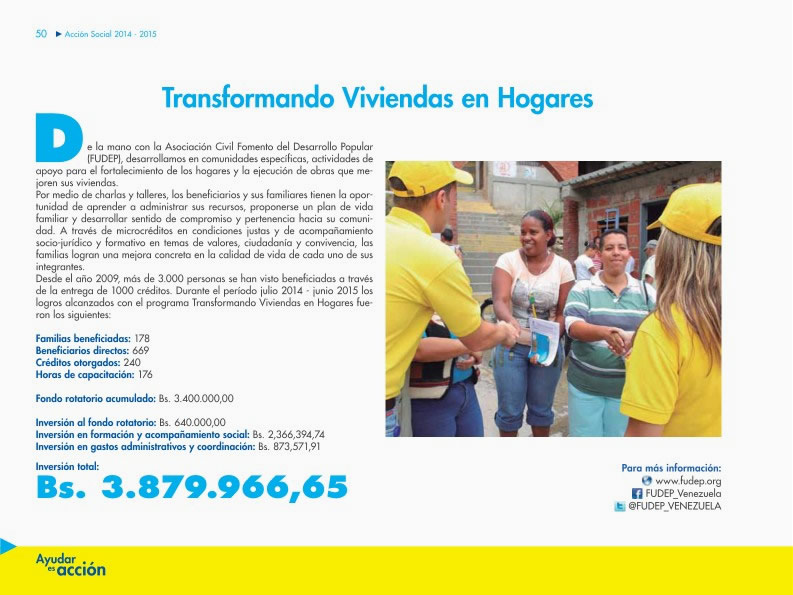 50 ▶ Acción Social 2014 - 2015
Transformando Viviendas en Hogares
De la mano con la Asociación Civil Fomento del Desarrollo Popular
(FUDEP), desarrollamos en comunidades específicas, actividades de
apoyo para el fortalecimiento de los hogares y la ejecución de obras que me-
joren sus viviendas.
Por medio de charlas y talleres, los beneficiarios y sus familiares tienen la opor-
tunidad de aprender a administrar sus recursos, proponerse un plan de vida
familiar y desarrollar sentido de compromiso y pertenencia hacia su comuni-
dad. A través de microcréditos en condiciones justas y de acompañamiento
socio-jurídico y formativo en temas de valores, ciudadanía y convivencia, las
familias logran una mejora concreta en la calidad de vida de cada uno de sus
integrantes.
Desde el año 2009, más de 3.000 personas se han visto beneficiadas a través
de la entrega de 1000 créditos. Durante el período julio 2014 - junio 2015 los
logros alcanzados con el programa Transformando Viviendas en Hogares fue-
ron los siguientes:
Familias beneficiadas: 178
Beneficiarios directos: 669
Créditos otorgados: 240
Horas de capacitación: 176
Fondo rotatorio acumulado: Bs. 3.400.000,00
Inversión al fondo rotatorio: Bs. 640.000,00
Inversión en formación y acompañamiento social: Bs. 2,366,394,74
Inversión en gastos administrativos y coordinación: Bs. 873,571,91
Inversión total:
Bs. 3.879.966,65
Para más información:
www.fudep.org
FUDEP_Venezuela
@FUDEP_VENEZUELA
Ayudar
es acción